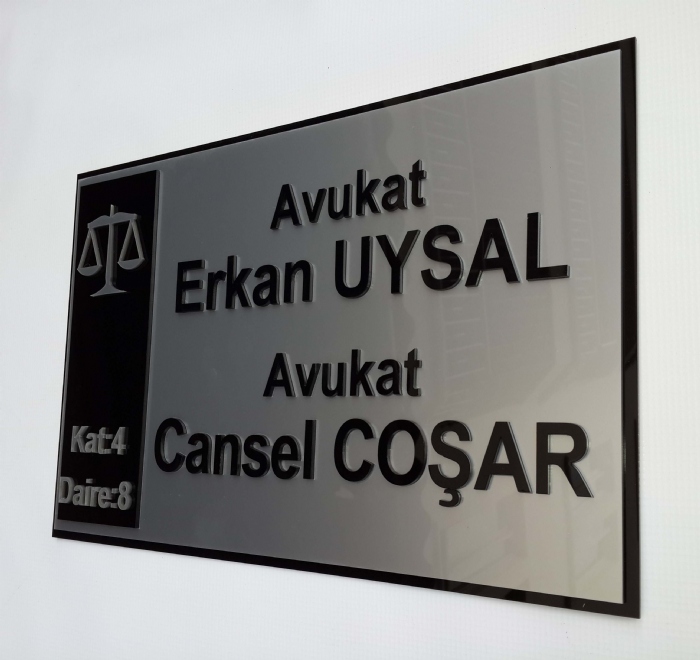 Avukat
Erkan UYSAL
Avukat
Cansel COŞAR
Kat:4
Daire:8